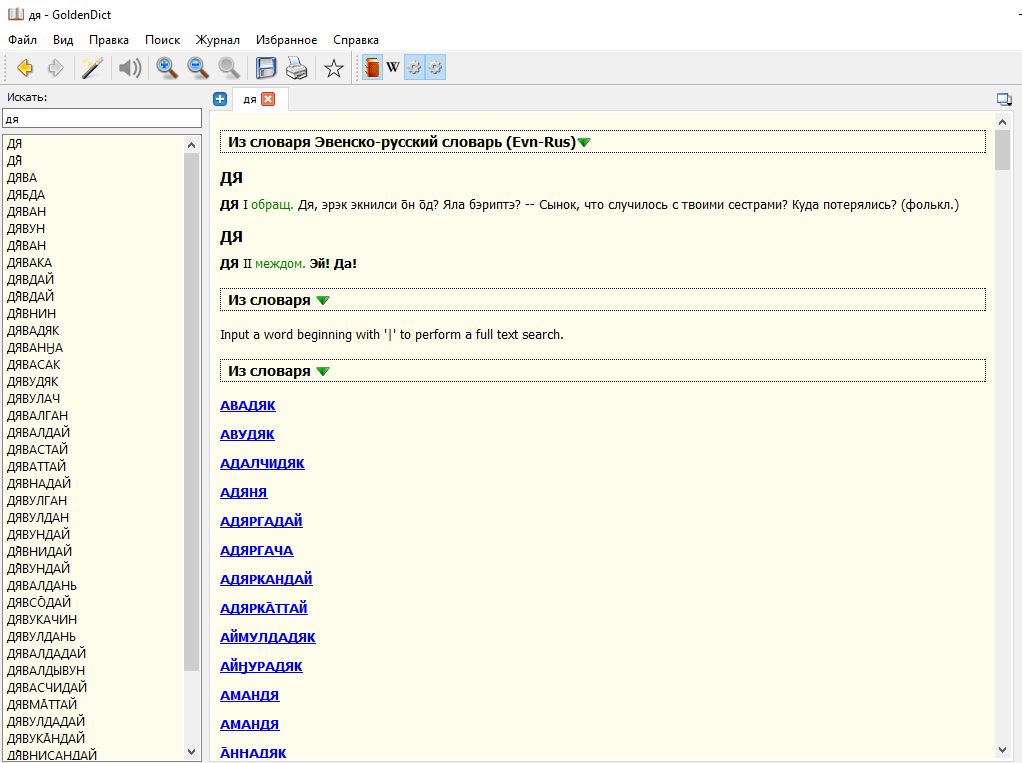 дя - GoldenDict
Файл Вид Правка Поиск Журнал Избранное Справка
W
Искать:
дя
дя
ДЯ
ДЯ̄
ДЯВА
ДЯБДА
ДЯВАН
ДЯВУН
ДЯ̄ВАН
ДЯВАКА
ДЯВДАЙ
ДЯ̄ВДАЙ
ДЯ̄ВНИН
ДЯВАДЯК
ДЯВАНӇА
ДЯВАСАК
ДЯВУДЯК
ДЯВУЛАЧ
ДЯВАЛГАН
ДЯВАЛДАЙ
ДЯВАСТАЙ
ДЯВАТТАЙ
ДЯВНАДАЙ
ДЯВУЛГАН
ДЯВУЛДАН
ДЯВУНДАЙ
ДЯ̄ВНИДАЙ
ДЯ̄ВУНДАЙ
ДЯВАЛДАНЬ
ДЯВСО̄ДАЙ
ДЯВУКАЧИН
ДЯВУЛДАНЬ
ДЯВАЛДАДАЙ
ДЯВАЛДЫВУН
ДЯВАСЧИДАЙ
ДЯВМА̄ТТАЙ
ДЯВУЛДАДАЙ
ДЯВУКА̄НДАЙ
ДЯ̄ВНИСАНДАЙ
Из словаря Эвенско-русский словарь (Evn-Rus)
ДЯ
ДЯ I обращ. Дя, эрэк экнилси о̄н о̄д? Яла бэриптэ? -- Сынок, что случилось с твоими сестрами? Куда потерялись? (фолькл.)
ДЯ
ДЯ II междом. Эй! Да!
Из словаря
Input a word beginning with '|' to perform a full text search.
Из словаря
АВАДЯК
АВУДЯК
АДАЛЧИДЯК
АДЯНЯ
АДЯРГАДАЙ
АДЯРГАЧА
АДЯРКАНДАЙ
АДЯРКА̄ТТАЙ
АЙМУЛДАДЯК
АЙӇУРАДЯК
АМАНДЯ
АМАНДЯ
А̄ННАДЯК